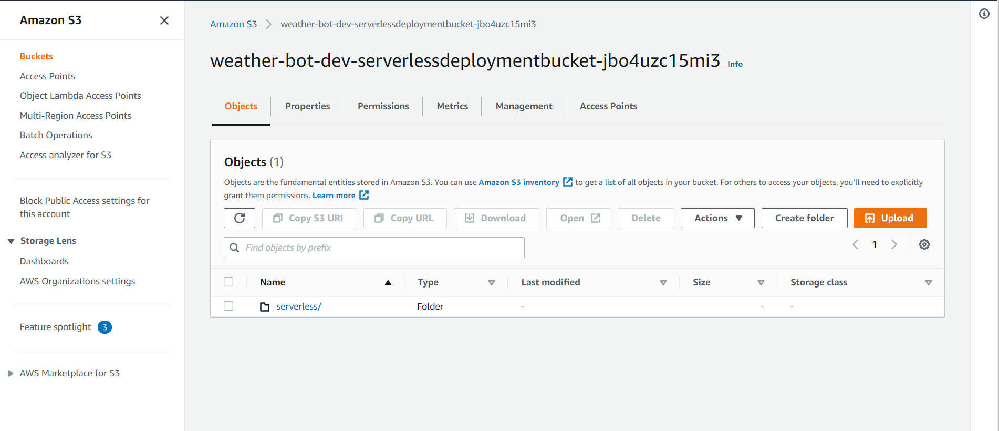 Amazon S3
Buckets
Access Points
Object Lambda Access Points
Multi-Region Access Points
Batch Operations
Access analyzer for S3
Block Public Access settings for
this account
Storage Lens
Dashboards
AWS Organizations settings
Feature spotlight 3
AWS Marketplace for S3
Amazon S3 weather-bot-dev-serverlessdeploymentbucket-jbo4uzc15mi3
weather-bot-dev-serverlessdeploymentbucket-jbo4uzc15mi3 Info
Objects Properties Permissions Metrics Management Access Points
Objects (1)
Objects are the fundamental entities stored in Amazon S3. You can use Amazon S3 inventory to get a list of all objects in your bucket. For others to access your objects, you’ll need to explicitly
grant them permissions. Learn more
Copy S3 URI Copy URL Download Open Delete Actions Create folder Upload
Find objects by prefix 1
Name Type Last modified Size Storage class
serverless/ Folder - - -